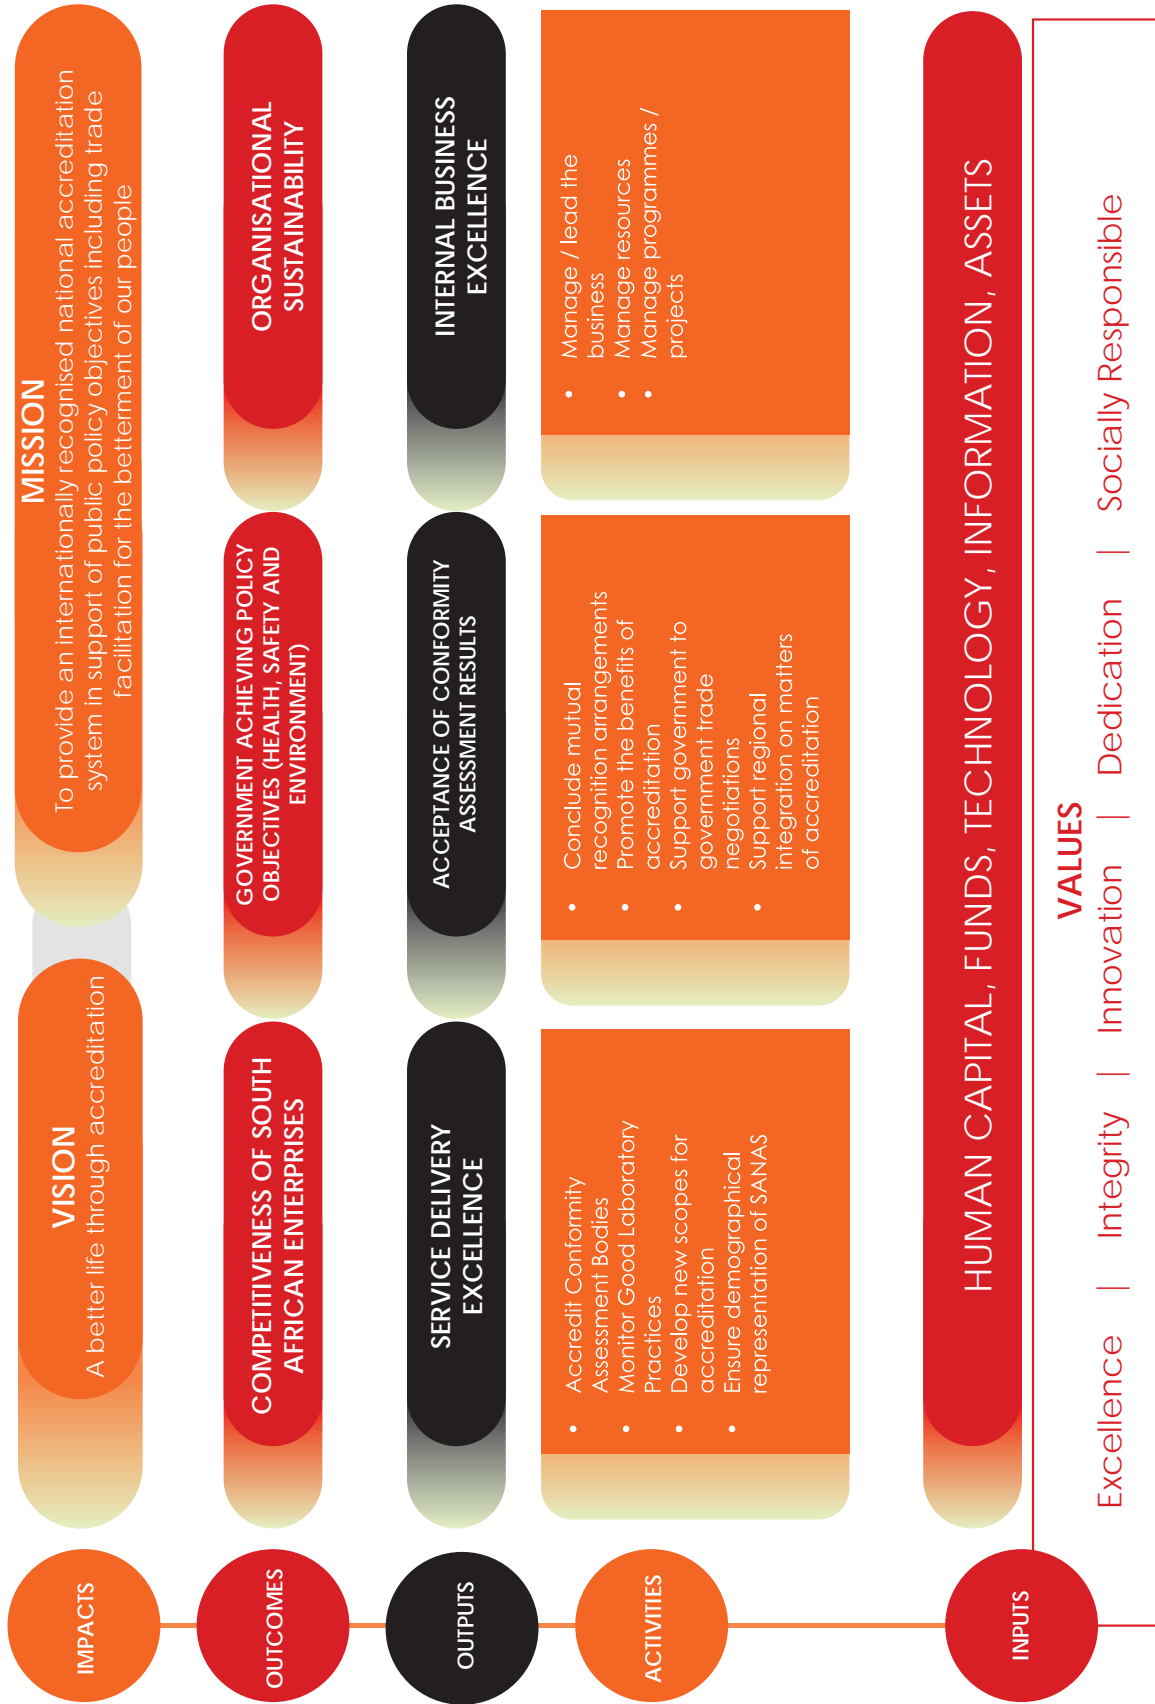 IMPACTS
VISION
A better life through accreditation
MISSION
To provide an internationally recognised national accreditation
system in support of public policy objectives including trade
facilitation for the betterment of our people
OUTCOMES
COMPETITIVENESS OF SOUTH
AFRICAN ENTERPRISES
GOVERNMENT ACHIEVING POLICY
OBJECTIVES (HEALTH, SAFETY AND
ENVIRONMENT)
ORGANISATIONAL
SUSTAINABILITY
OUTPUTS
SERVICE DELIVERY
EXCELLENCE
ACCEPTANCE OF CONFORMITY
ASSESSMENT RESULTS
INTERNAL BUSINESS
EXCELLENCE
ACTIVITIES
• Accredit Conformity
Assessment Bodies
• Monitor Good Laboratory
Practices
• Develop new scopes for
accreditation
• Ensure demographical
representation of SANAS
• Conclude mutual
recognition arrangements
• Promote the benefits of
accreditation
• Support government to
government trade
negotiations
• Support regional
integration on matters
of accreditation
• Manage / lead the
business
• Manage resources
• Manage programmes /
projects
INPUTS
HUMAN CAPITAL, FUNDS, TECHNOLOGY, INFORMATION, ASSETS
VALUES
Excellence | Integrity | Innovation | Dedication | Socially Responsible